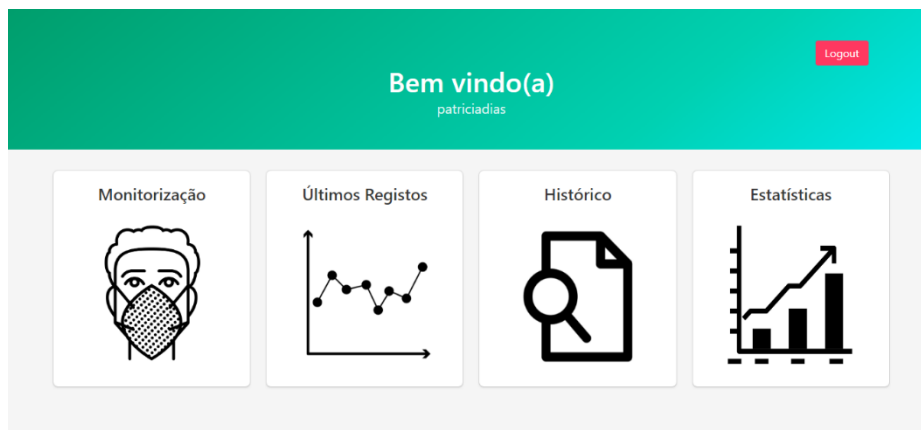 Logout
Bem vindo(a)
patriciadias
Monitorização
Últimos Registos
Histórico
Estatísticas